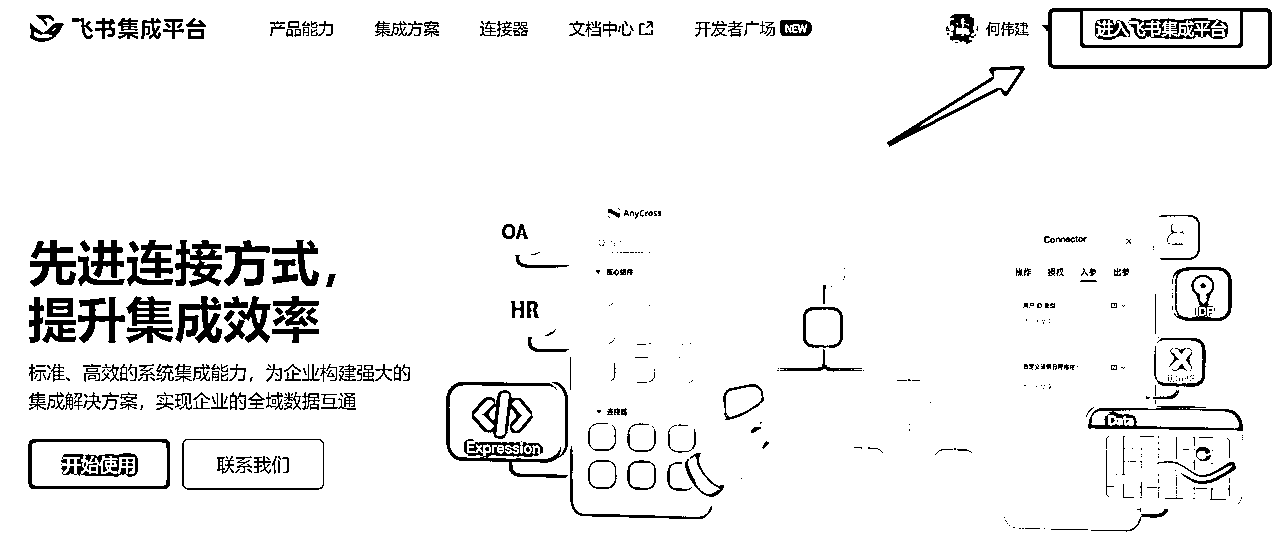 飞书集成平台
产品能力 集成方案 连接器 文档中心 开发者广场 NEW
何伟建
进入飞书集成平台
先进连接方式，
提升集成效率
标准、高效的系统集成能力，为企业构建强大的
集成解决方案，实现企业的全域数据互通
开始使用 联系我们
OA
HR
Expression
AnyCross
核心组件
连接器
Connector
操作 授权 入参 出参
Data